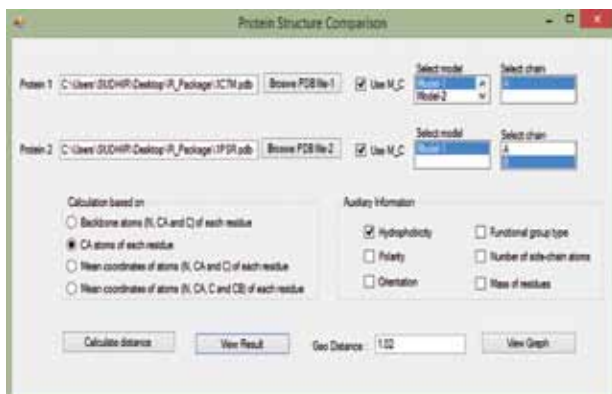 Protein Structure Comparison
Select model Select chain
Protein 1 C:\Users\SUDHIR\Desktop\R_Package\1CTM.pdb Browse PDB file-1 Use M_C Model-1 A
Model-2
Select model Select chain
Protein 2 C:\Users\SUDHIR\Desktop\R_Package\ Browse PDB file-2 Use M_C Model-1 A
Calculation based on Auxiliary Information
Backbone atoms (N, CA and C) of each residue Hydrophobicity Functional group type
CA atoms of each residue Polarity Number of side-chain atoms
Mean coordinates of atoms (N, CA and C) of each residue Orientation Mass of residues
Mean coordinates of atoms (N, CA, C and CB) of each residue
Calculate distance View Result Geo Distance : 1.02 View Graph